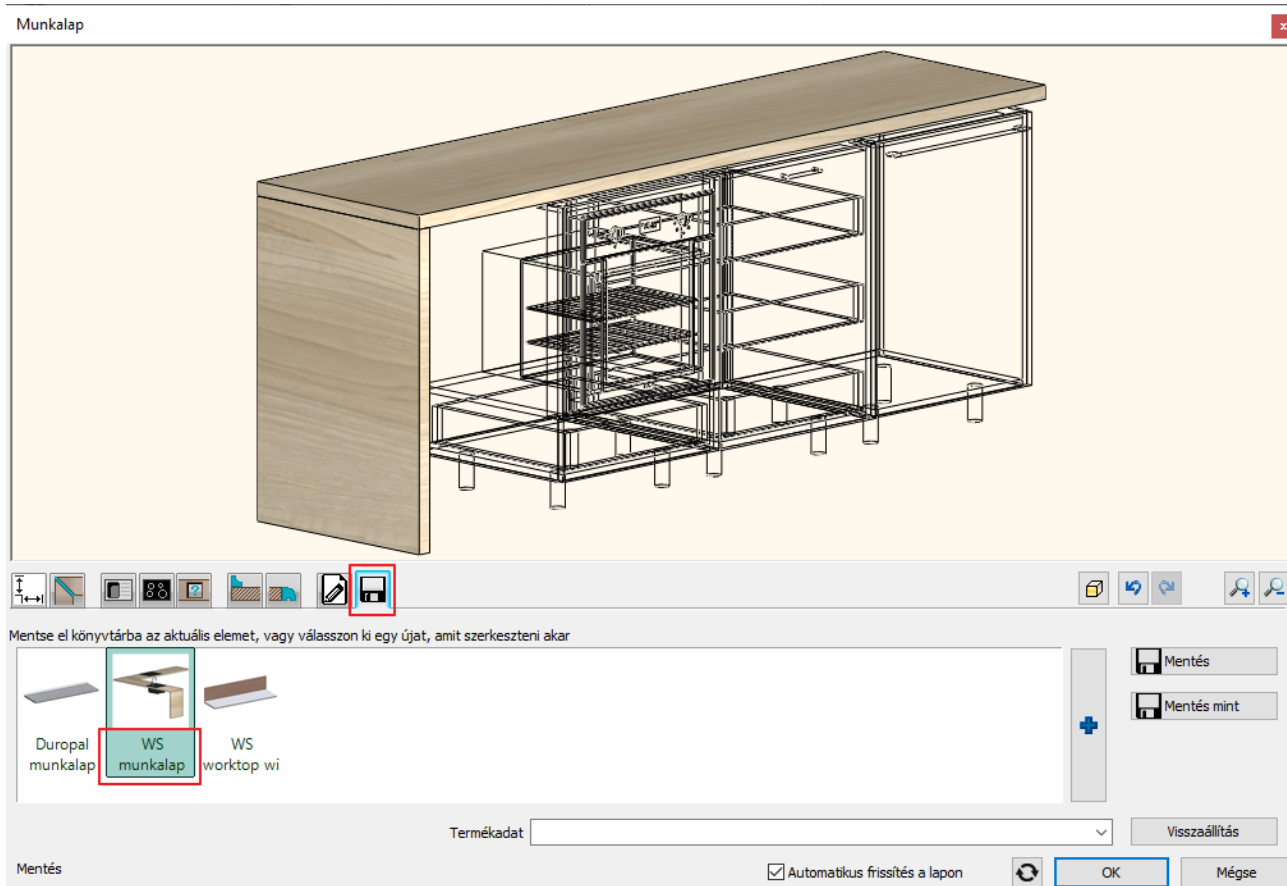 Munkalap
x
Mentse el könyvtárba az aktuális elemet, vagy válasszon ki egy újat, amit szerkeszteni akar
Duropal
munkalap
WS
munkalap
WS
worktop wi
Mentés
Mentés mint
Termékadat
Visszaállítás
Mentés
Automatikus frissítés a lapon
OK
Mégse